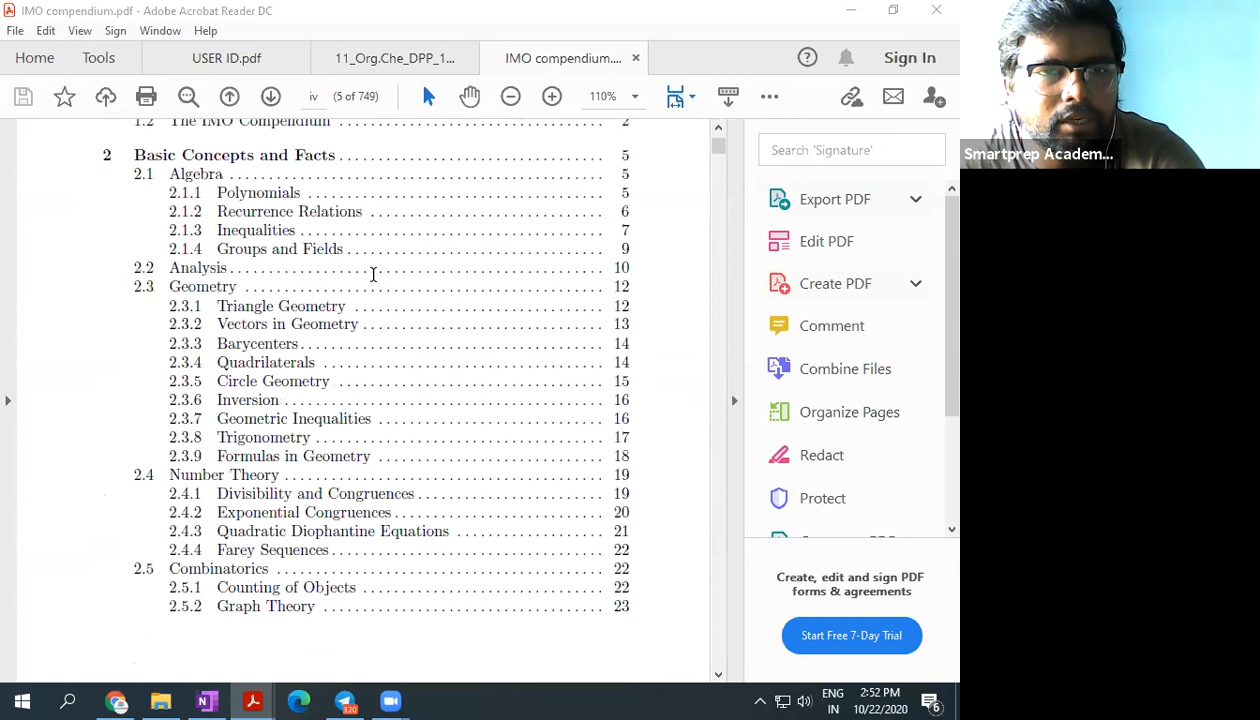 IMO compendium.pdf - Adobe Acrobat Reader DC
File Edit View Sign Window Help
Home Tools USER ID.pdf 11_Org.Che_DPP_1... IMO compendium.... × Sign In
iv (5 of 749) 110%
1.2 The IMO Compendium . . . 2
2 Basic Concepts and Facts . . . 5
2.1 Algebra . . . 5
2.1.1 Polynomials . . . 5
2.1.2 Recurrence Relations . . . 6
2.1.3 Inequalities . . . 7
2.1.4 Groups and Fields . . . 9
2.2 Analysis . . . 10
2.3 Geometry . . . 12
2.3.1 Triangle Geometry . . . 12
2.3.2 Vectors in Geometry . . . 13
2.3.3 Barycenters . . . 14
2.3.4 Quadrilaterals . . . 14
2.3.5 Circle Geometry . . . 15
2.3.6 Inversion . . . 16
2.3.7 Geometric Inequalities . . . 16
2.3.8 Trigonometry . . . 17
2.3.9 Formulas in Geometry . . . 18
2.4 Number Theory . . . 19
2.4.1 Divisibility and Congruences . . . 19
2.4.2 Exponential Congruences . . . 20
2.4.3 Quadratic Diophantine Equations . . . 21
2.4.4 Farey Sequences . . . 22
2.5 Combinatorics . . . 22
2.5.1 Counting of Objects . . . 22
2.5.2 Graph Theory . . . 23
Search 'Signature'
Export PDF
Edit PDF
Create PDF
Comment
Combine Files
Organize Pages
Redact
Protect
Create, edit and sign PDF
forms & agreements
Start Free 7-Day Trial
Smartprep Academ...
320
ENG
IN
2:52 PM
10/22/2020
6